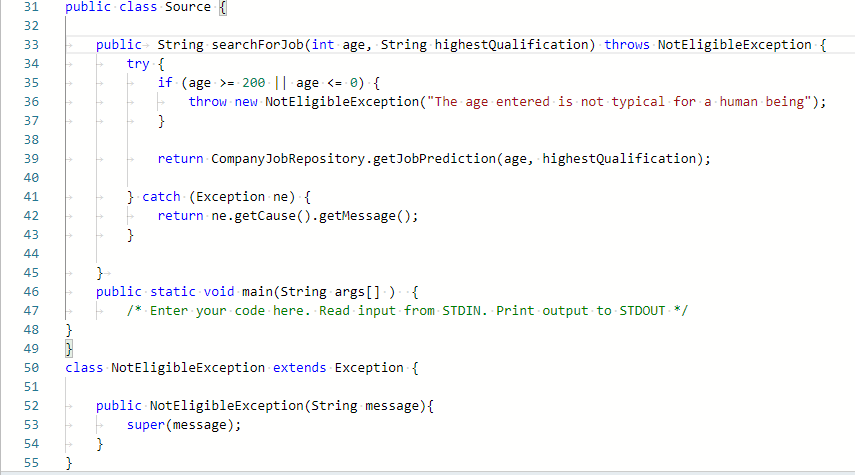 31 public class Source {
32
33 public String searchForJob(int age, String highestQualification) throws NotEligibleException {
34 try {
35 if (age >= 200 || age <= 0) {
36 throw new NotEligibleException("The age entered is not typical for a human being");
37 }
38
39 return CompanyJobRepository.getJobPrediction(age, highestQualification);
40
41 } catch (Exception ne) {
42 return ne.getCause().getMessage();
43 }
44
45 }
46 public static void main(String args[] ) {
47 /* Enter your code here. Read input from STDIN. Print output to STDOUT */
48 }
49 }
50 class NotEligibleException extends Exception {
51
52 public NotEligibleException(String message){
53 super(message);
54 }
55 }